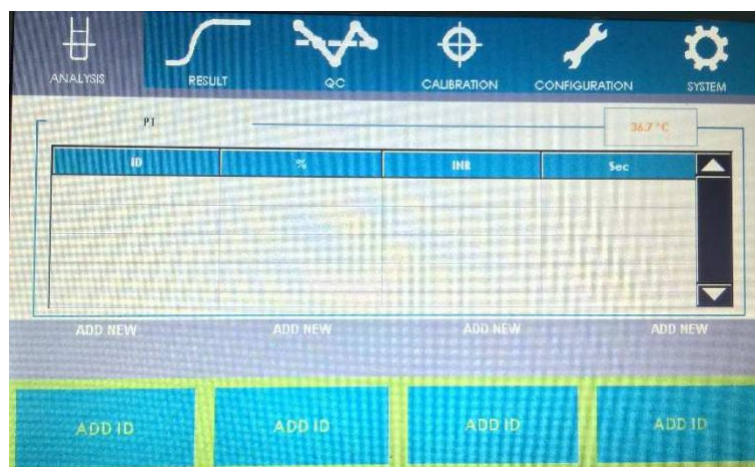 ANALYSIS RESULT QC CALIBRATION CONFIGURATION SYSTEM
PT 36.7 °C
ID % INR Sec
ADD NEW ADD NEW ADD NEW ADD NEW
ADD ID ADD ID ADD ID ADD ID